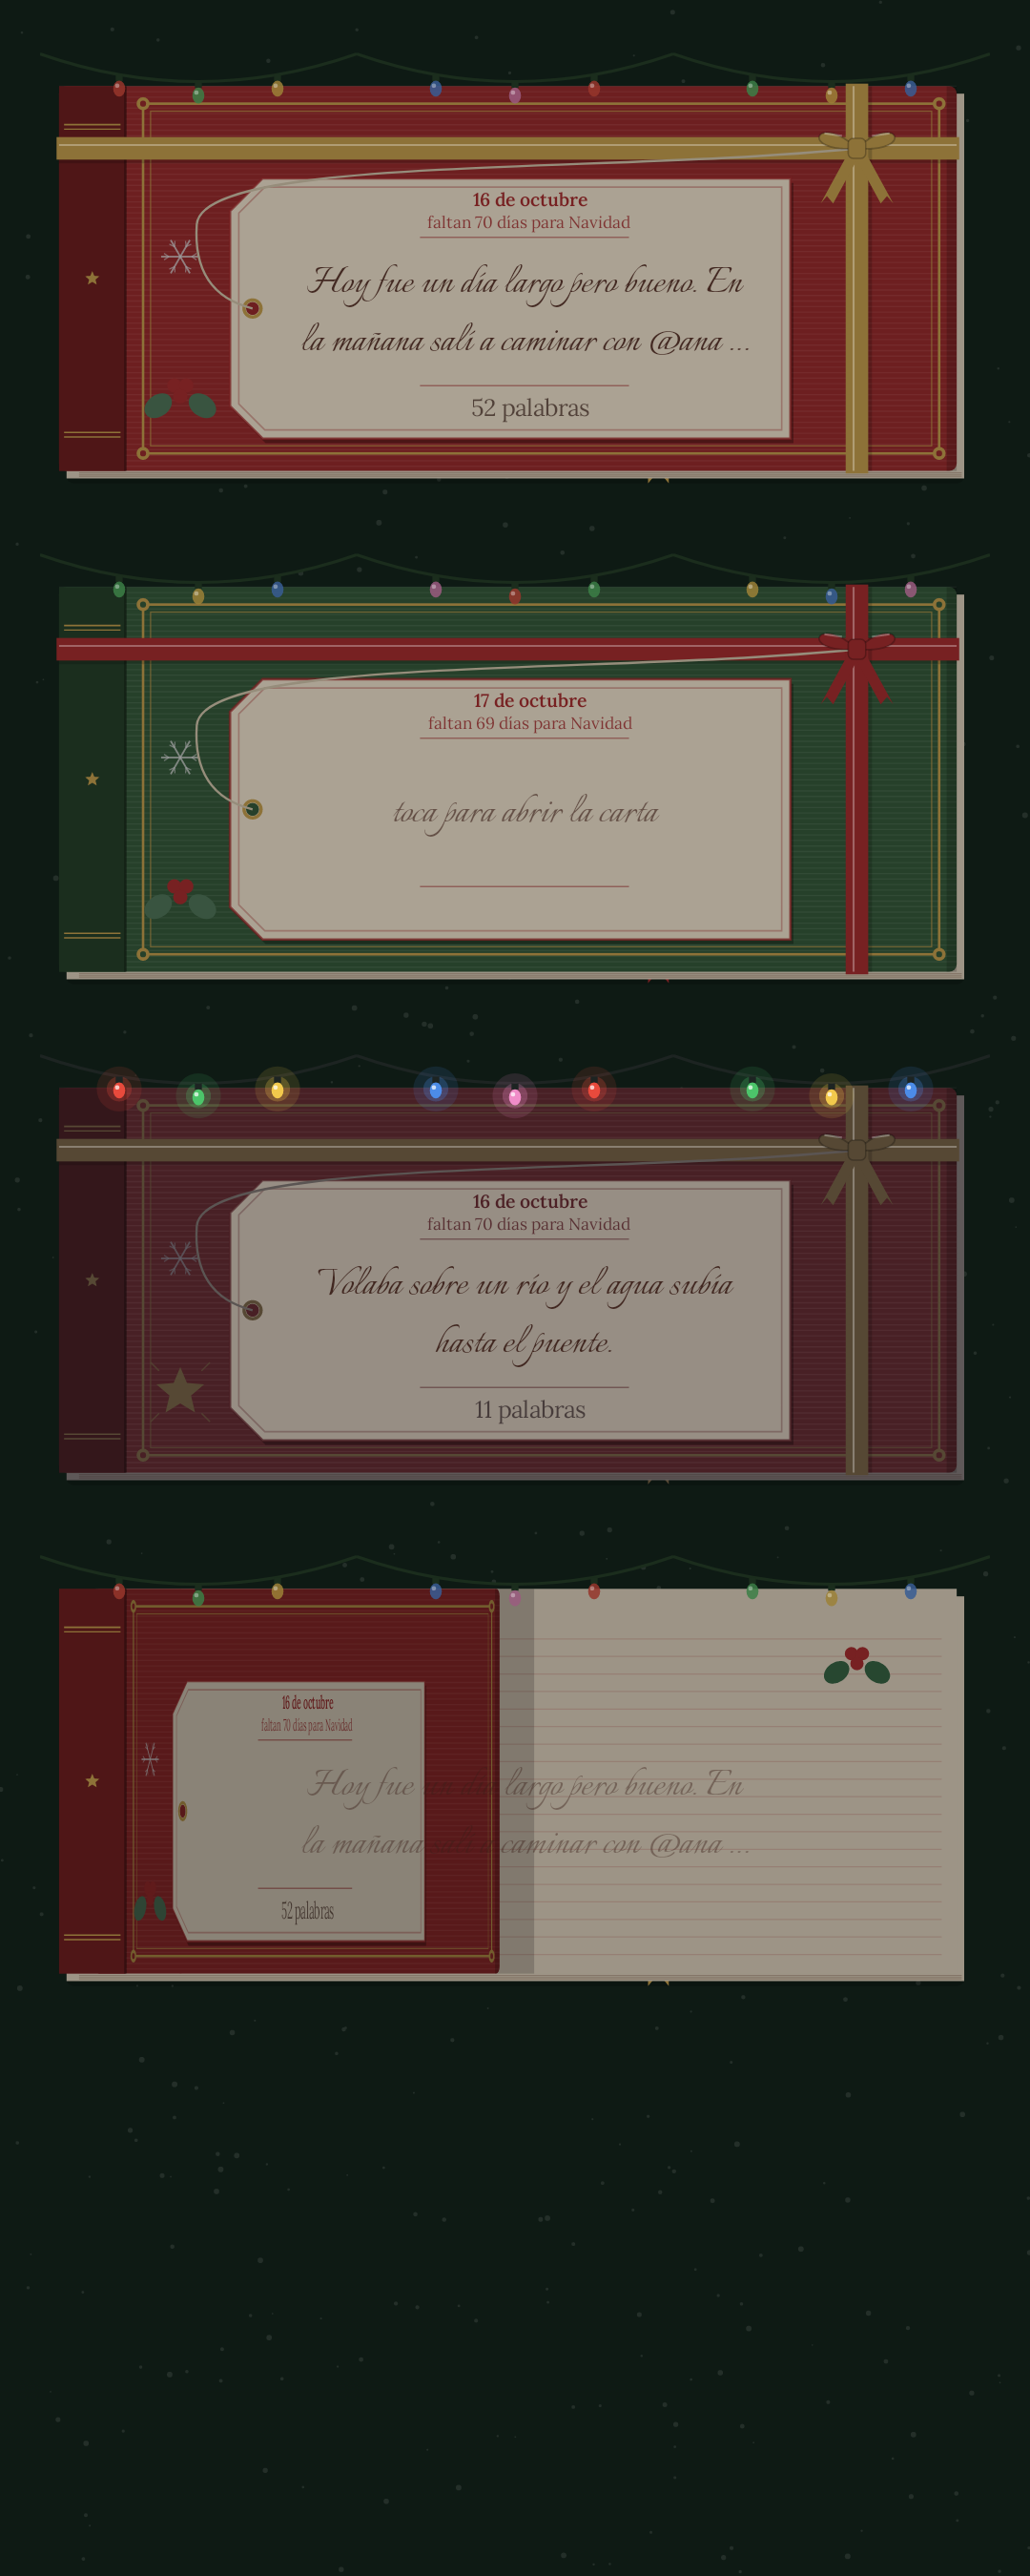 16 de octubre
faltan 70 días para Navidad
Hoy fue un día largo pero bueno. En
la mañana salí a caminar con @ana ...
52 palabras
17 de octubre
faltan 69 días para Navidad
toca para abrir la carta
16 de octubre
faltan 70 días para Navidad
Volaba sobre un río y el agua subía
hasta el puente.
11 palabras
16 de octubre
faltan 70 días para Navidad
Hoy fue un día largo pero bueno. En
la mañana salí a caminar con @ana ...
52 palabras